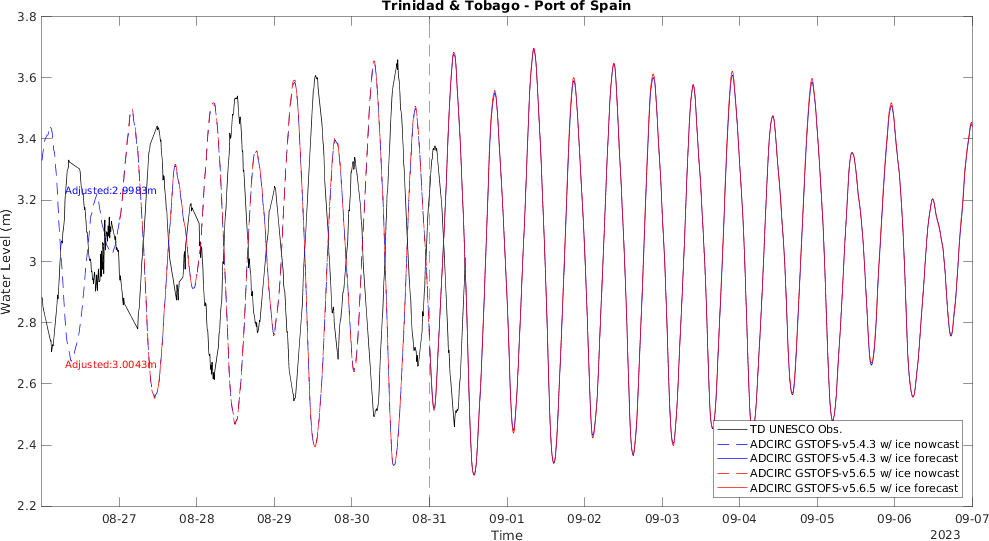 Trinidad & Tobago - Port of Spain
3.8
3.6
3.4
3.2
3
2.8
2.6
2.4
2.2
Water Level (m)
Adjusted:2.9983m
Adjusted:3.0043m
TD UNESCO Obs.
ADCIRC GSTOFS-v5.4.3 w/ ice nowcast
ADCIRC GSTOFS-v5.4.3 w/ ice forecast
ADCIRC GSTOFS-v5.6.5 w/ ice nowcast
ADCIRC GSTOFS-v5.6.5 w/ ice forecast
08-27 08-28 08-29 08-30 08-31 09-01 09-02 09-03 09-04 09-05 09-06 09-07
Time
2023